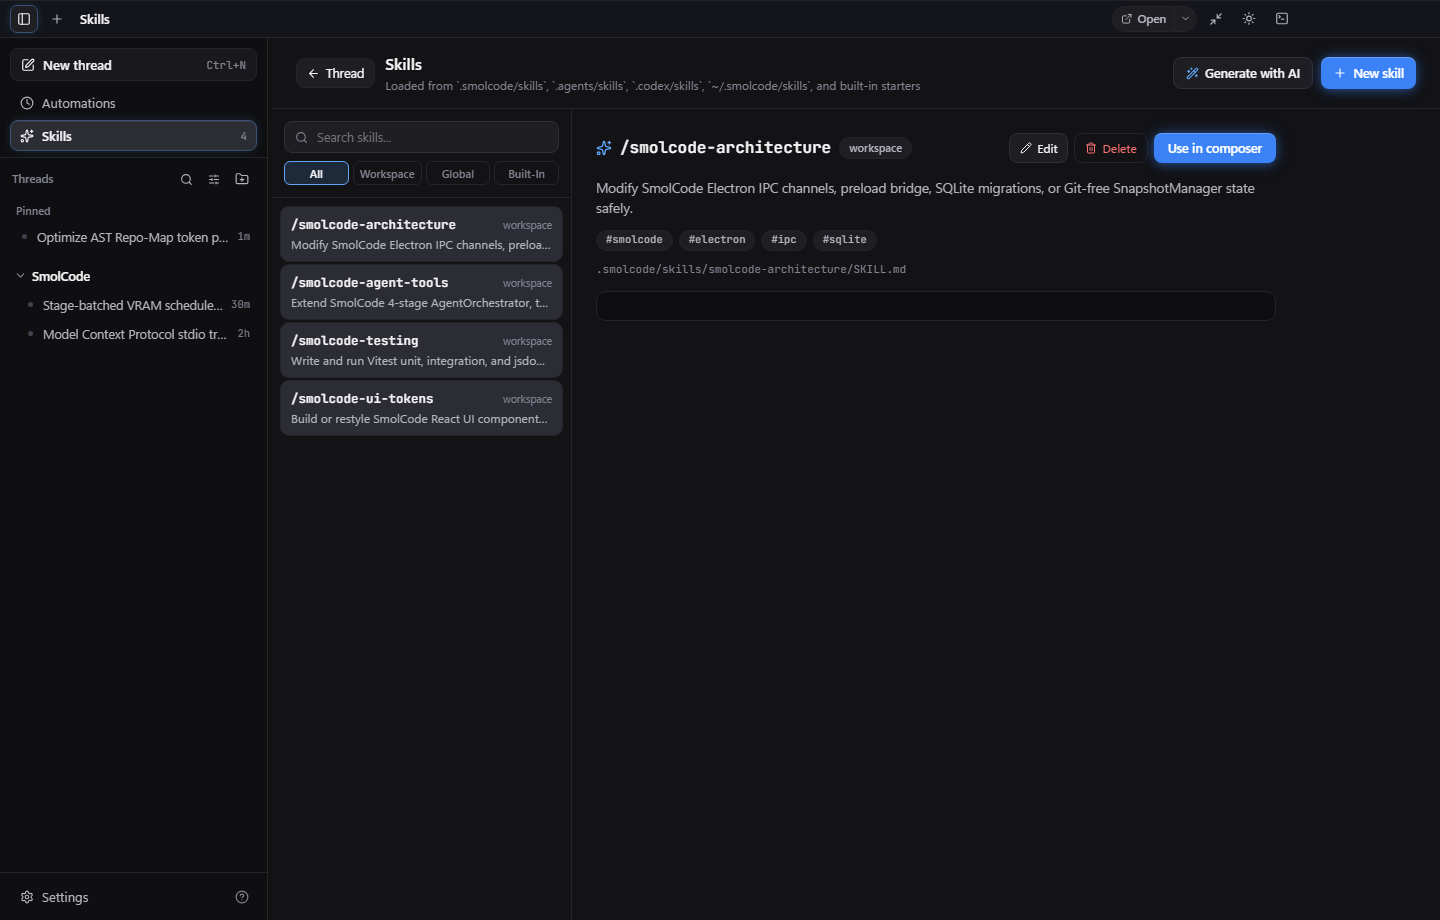 Skills
Open
New thread
Ctrl+N
Automations
Skills
4
Threads
Pinned
Optimize AST Repo-Map token p...
1m
SmolCode
Stage-batched VRAM schedule...
30m
Model Context Protocol stdio tr...
2h
Settings
Thread
Skills
Loaded from `.smolcode/skills`, `.agents/skills`, `.codex/skills`, `~/.smolcode/skills`, and built-in starters
Generate with AI
New skill
Search skills...
All
Workspace
Global
Built-In
/smolcode-architecture
workspace
Modify SmolCode Electron IPC channels, preloa...
/smolcode-agent-tools
workspace
Extend SmolCode 4-stage AgentOrchestrator, t...
/smolcode-testing
workspace
Write and run Vitest unit, integration, and jsdo...
/smolcode-ui-tokens
workspace
Build or restyle SmolCode React UI component...
/smolcode-architecture
workspace
Edit
Delete
Use in composer
Modify SmolCode Electron IPC channels, preload bridge, SQLite migrations, or Git-free SnapshotManager state
safely.
#smolcode
#electron
#ipc
#sqlite
.smolcode/skills/smolcode-architecture/SKILL.md